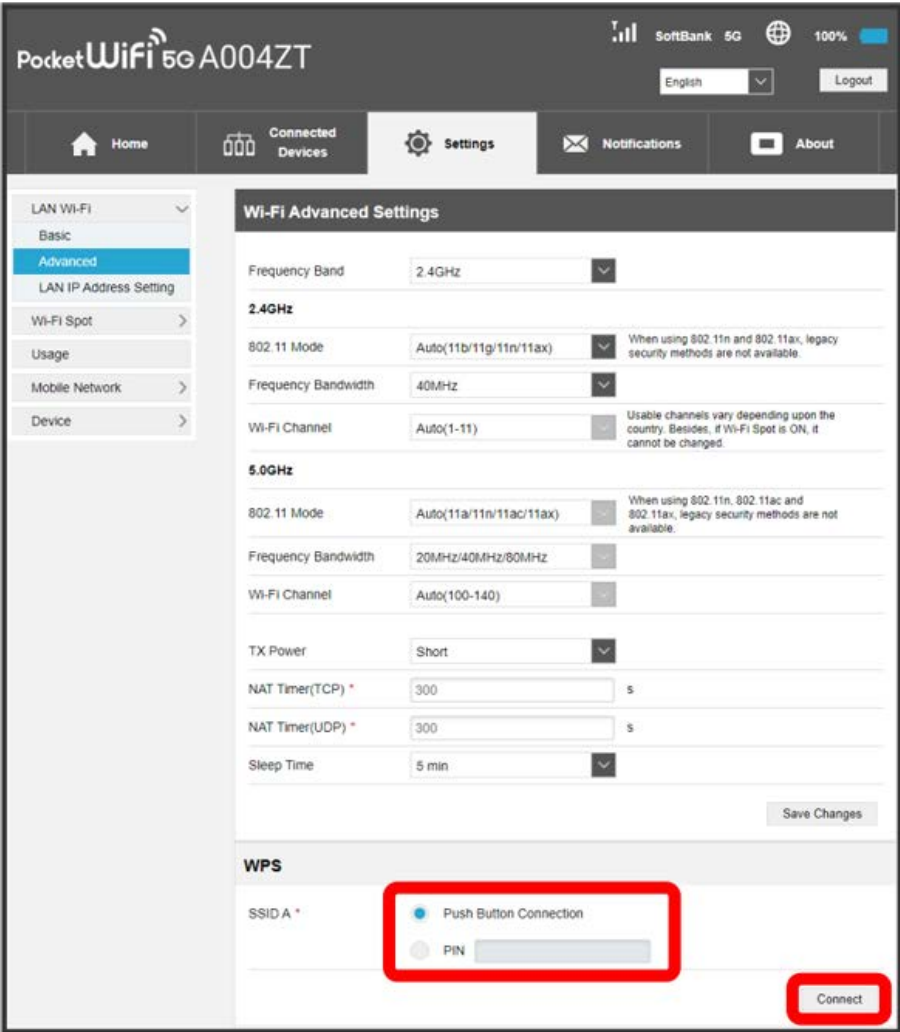 PocketWiFi 5G A004ZT
SoftBank 5G 100%
English
Logout
Home
Connected Devices
Settings
Notifications
About
LAN Wi-Fi
Basic
Advanced
LAN IP Address Setting
Wi-Fi Spot
Usage
Mobile Network
Device
Wi-Fi Advanced Settings
Frequency Band 2.4GHz
2.4GHz
802.11 Mode Auto(11b/11g/11n/11ax)
When using 802.11n and 802.11ax, legacy
security methods are not available.
Frequency Bandwidth 40MHz
Wi-Fi Channel Auto(1-11)
Usable channels vary depending upon the
country. Besides, if Wi-Fi Spot is ON, it
cannot be changed.
5.0GHz
802.11 Mode Auto(11a/11n/11ac/11ax)
When using 802.11n, 802.11ac and
802.11ax, legacy security methods are not
available.
Frequency Bandwidth 20MHz/40MHz/80MHz
Wi-Fi Channel Auto(100-140)
TX Power Short
NAT Timer(TCP) * 300 s
NAT Timer(UDP) * 300 s
Sleep Time 5 min
Save Changes
WPS
SSID A * Push Button Connection
PIN
Connect